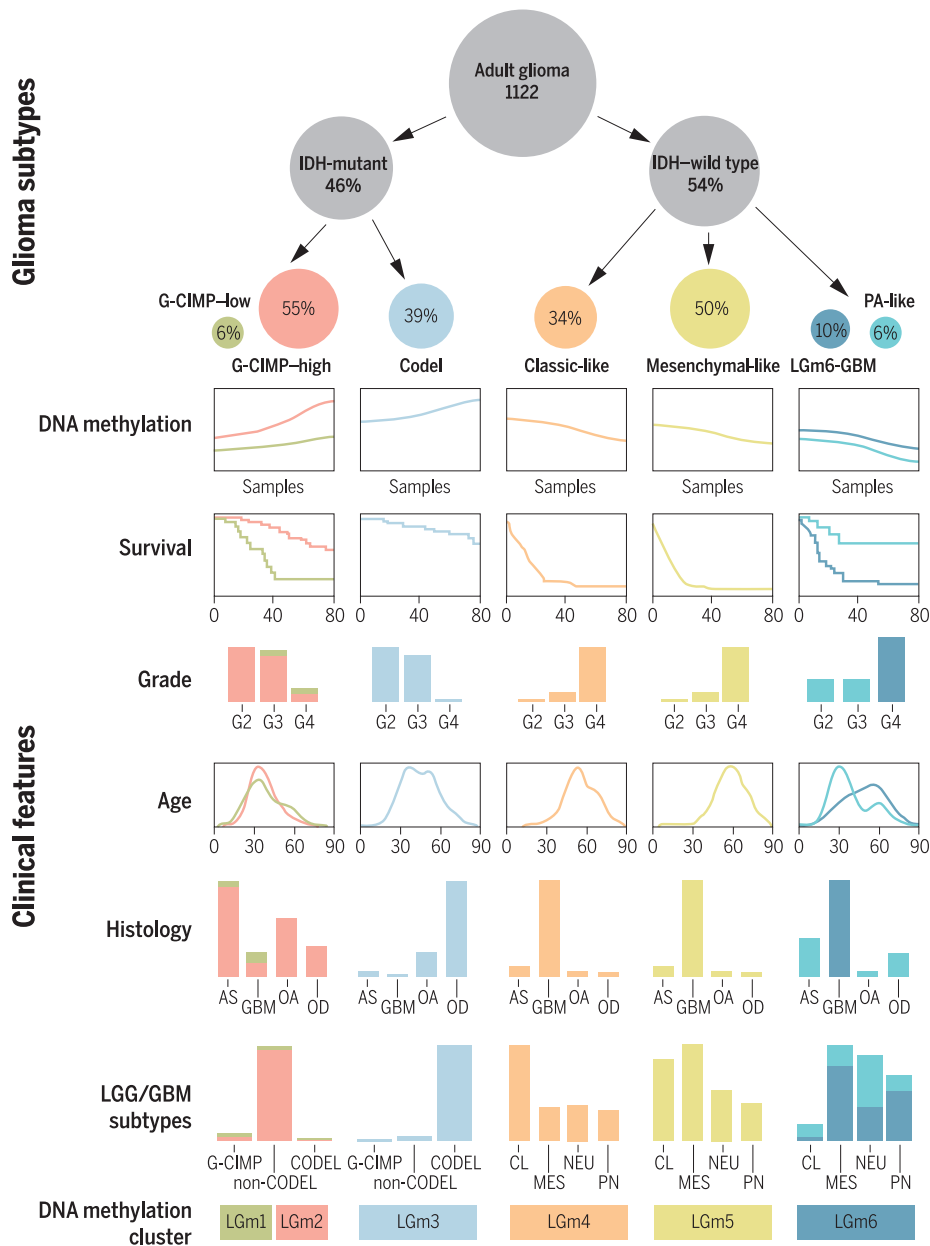 Glioma subtypes
Adult glioma
1122
IDH-mutant
46%
IDH–wild type
54%
G-CIMP–low
6%
55%
G-CIMP–high
39%
Codel
34%
Classic-like
50%
Mesenchymal-like
10%
LGm6-GBM
PA-like
6%
Clinical features
DNA methylation
Samples
Samples
Samples
Samples
Samples
Survival
0 40 80
0 40 80
0 40 80
0 40 80
0 40 80
Grade
G2 G3 G4
G2 G3 G4
G2 G3 G4
G2 G3 G4
G2 G3 G4
Age
0 30 60 90
0 30 60 90
0 30 60 90
0 30 60 90
0 30 60 90
Histology
AS GBM OA OD
AS GBM OA OD
AS GBM OA OD
AS GBM OA OD
AS GBM OA OD
LGG/GBM
subtypes
G-CIMP CODEL
non-CODEL
G-CIMP CODEL
non-CODEL
CL NEU
MES PN
CL NEU
MES PN
CL NEU
MES PN
DNA methylation
cluster
LGm1 LGm2 LGm3 LGm4 LGm5 LGm6